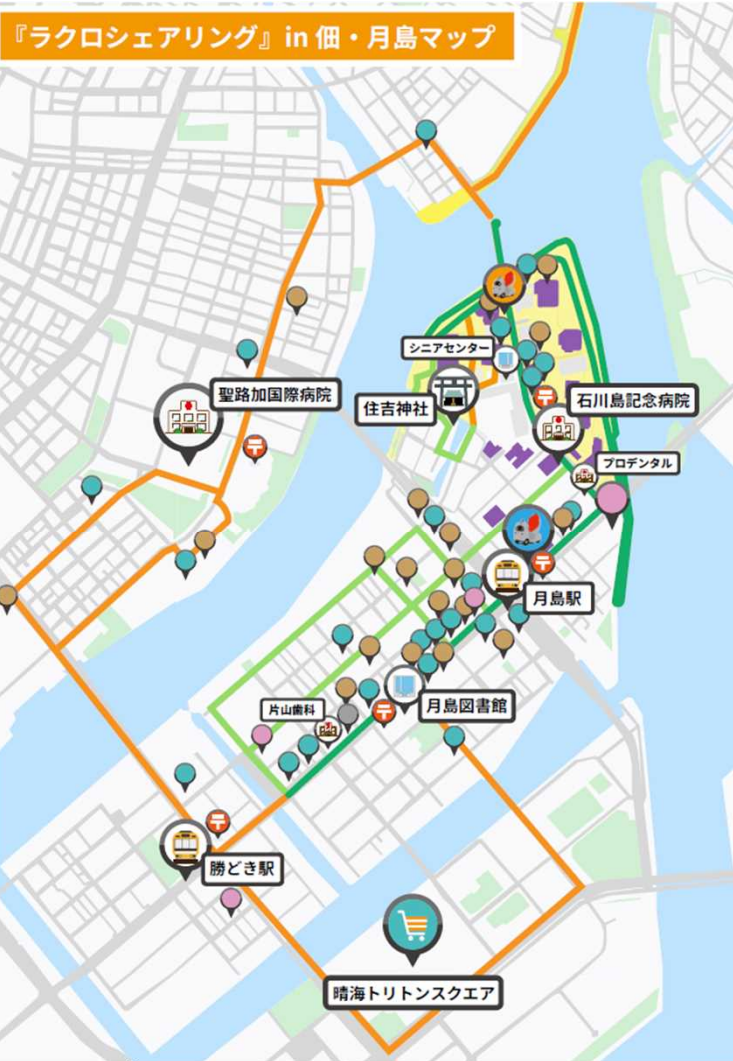 『ラクロシェアリング』in 佃・月島マップ
シニアセンター
聖路加国際病院
住吉神社
石川島記念病院
プロデンタル
月島駅
片山歯科
月島図書館
勝どき駅
晴海トリトンスクエア